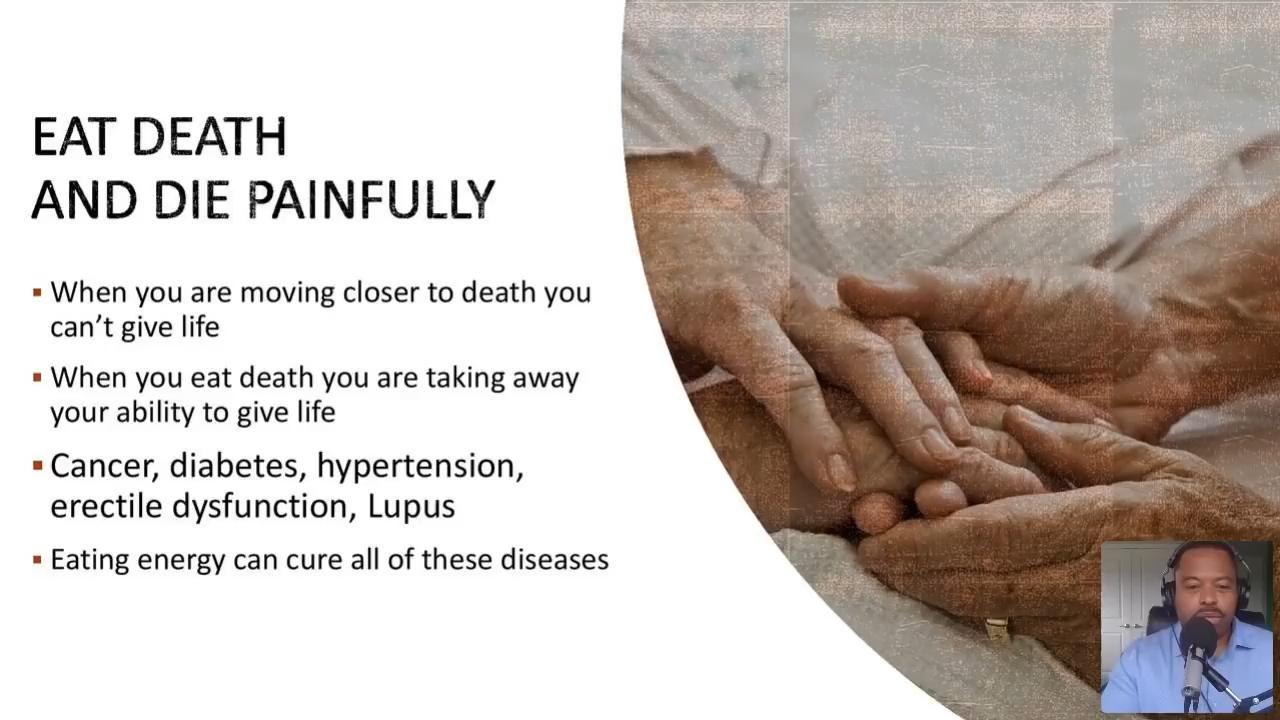 EAT DEATH
AND DIE PAINFULLY
▪ When you are moving closer to death you
can’t give life
▪ When you eat death you are taking away
your ability to give life
▪ Cancer, diabetes, hypertension,
erectile dysfunction, Lupus
▪ Eating energy can cure all of these diseases